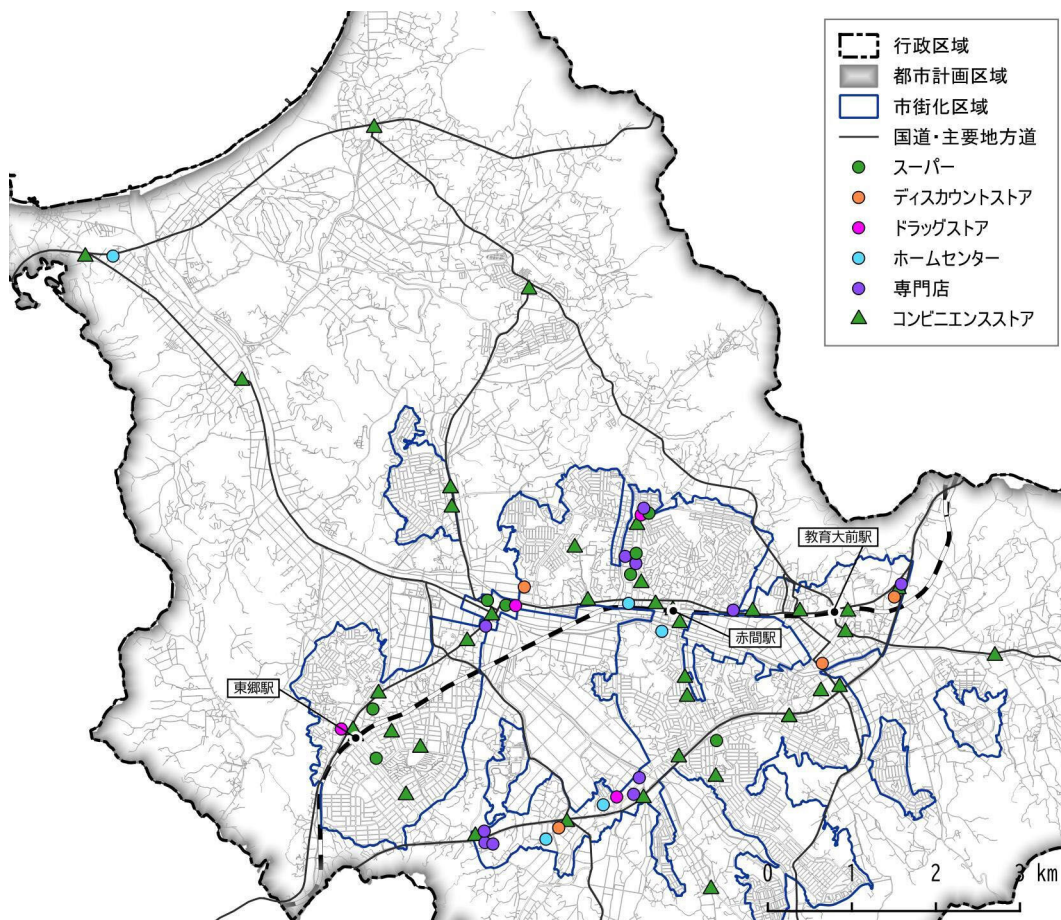 行政区域
都市計画区域
市街化区域
国道・主要地方道
スーパー
ディスカウントストア
ドラッグストア
ホームセンター
専門店
コンビニエンスストア
教育大前駅
赤間駅
東郷駅
0 1 2 3 km